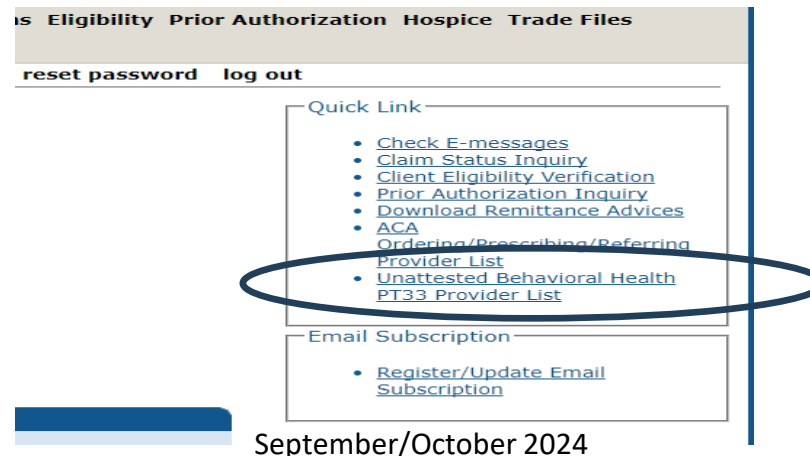 s Eligibility Prior Authorization Hospice Trade Files
reset password log out
Quick Link
• Check E-messages
• Claim Status Inquiry
• Client Eligibility Verification
• Prior Authorization Inquiry
• Download Remittance Advices
• ACA
Ordering/Prescribing/Referring
Provider List
• Unattested Behavioral Health
PT33 Provider List
Email Subscription
• Register/Update Email
Subscription
September/October 2024